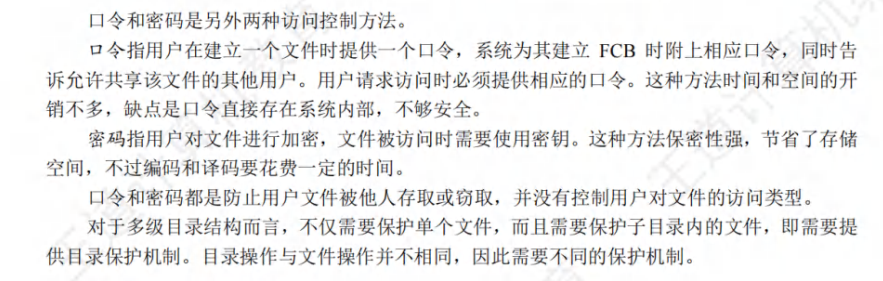 口令和密码是另外两种访问控制方法。
口令指用户在建立一个文件时提供一个口令，系统为其建立 FCB 时附上相应口令，同时告
诉允许共享该文件的其他用户。用户请求访问时必须提供相应的口令。这种方法时间和空间的开
销不多，缺点是口令直接存在系统内部，不够安全。
密码指用户对文件进行加密，文件被访问时需要使用密钥。这种方法保密性强，节省了存储
空间，不过编码和译码要花费一定的时间。
口令和密码都是防止用户文件被他人存取或窃取，并没有控制用户对文件的访问类型。
对于多级目录结构而言，不仅需要保护单个文件，而且需要保护子目录内的文件，即需要提
供目录保护机制。目录操作与文件操作并不相同，因此需要不同的保护机制。